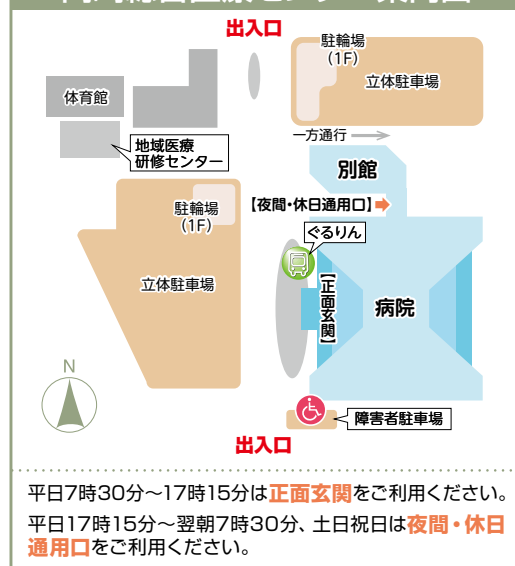 出入口
駐輪場
(1F)
立体駐車場
体育館
地域医療
研修センター
一方通行
別館
【夜間・休日通用口】
駐輪場
(1F)
ぐるりん
立体駐車場
【正面玄関】
病院
N
障害者駐車場
出入口
平日7時30分～17時15分は正面玄関をご利用ください。
平日17時15分～翌朝7時30分、土日祝日は夜間・休日
通用口をご利用ください。